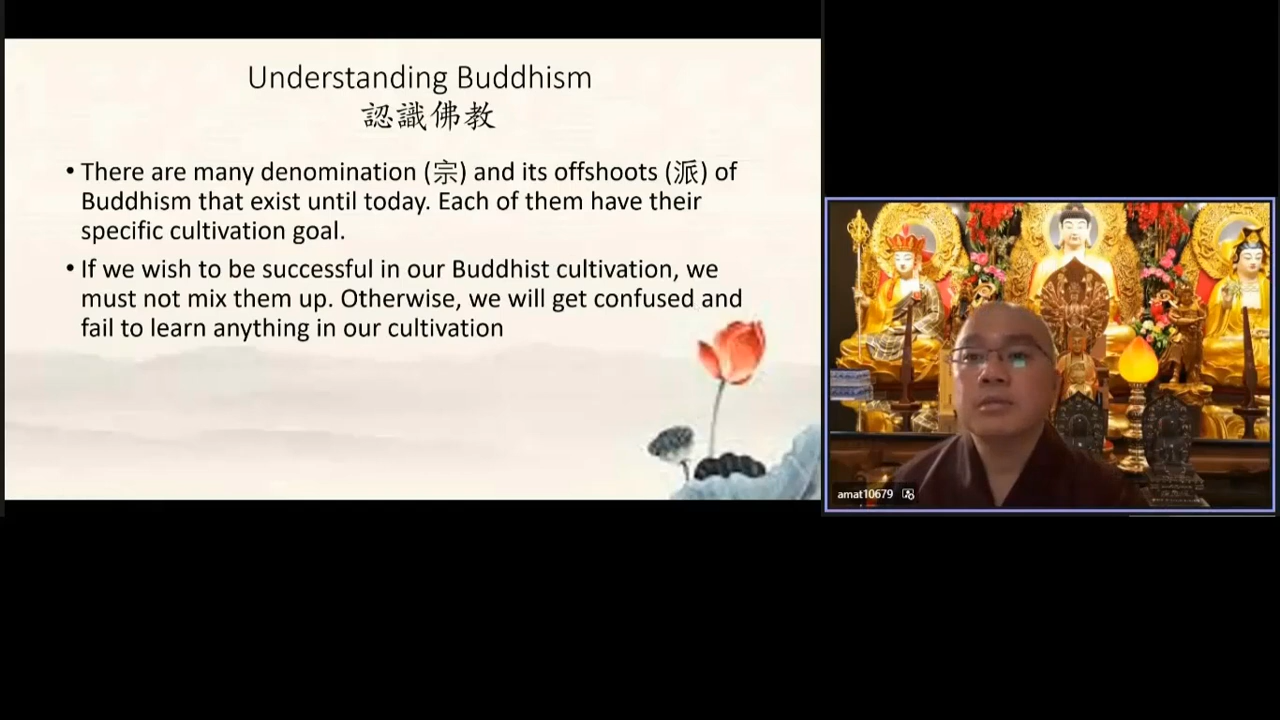 Understanding Buddhism
認識佛教
• There are many denomination (宗) and its offshoots (派) of
Buddhism that exist until today. Each of them have their
specific cultivation goal.
• If we wish to be successful in our Buddhist cultivation, we
must not mix them up. Otherwise, we will get confused and
fail to learn anything in our cultivation
amat10679